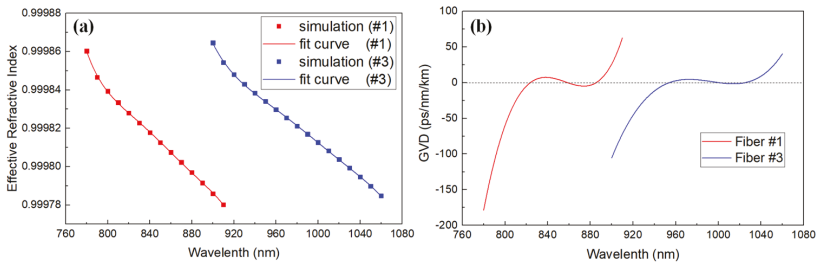 (a)
simulation (#1)
fit curve (#1)
simulation (#3)
fit curve (#3)
Effective Refractive Index
0.99988
0.99986
0.99984
0.99982
0.99980
0.99978
760 800 840 880 920 960 1000 1040 1080
Wavelenth (nm)
(b)
GVD (ps/nm/km)
100
50
0
-50
-100
-150
-200
Fiber #1
Fiber #3
760 800 840 880 920 960 1000 1040 1080
Wavelenth (nm)